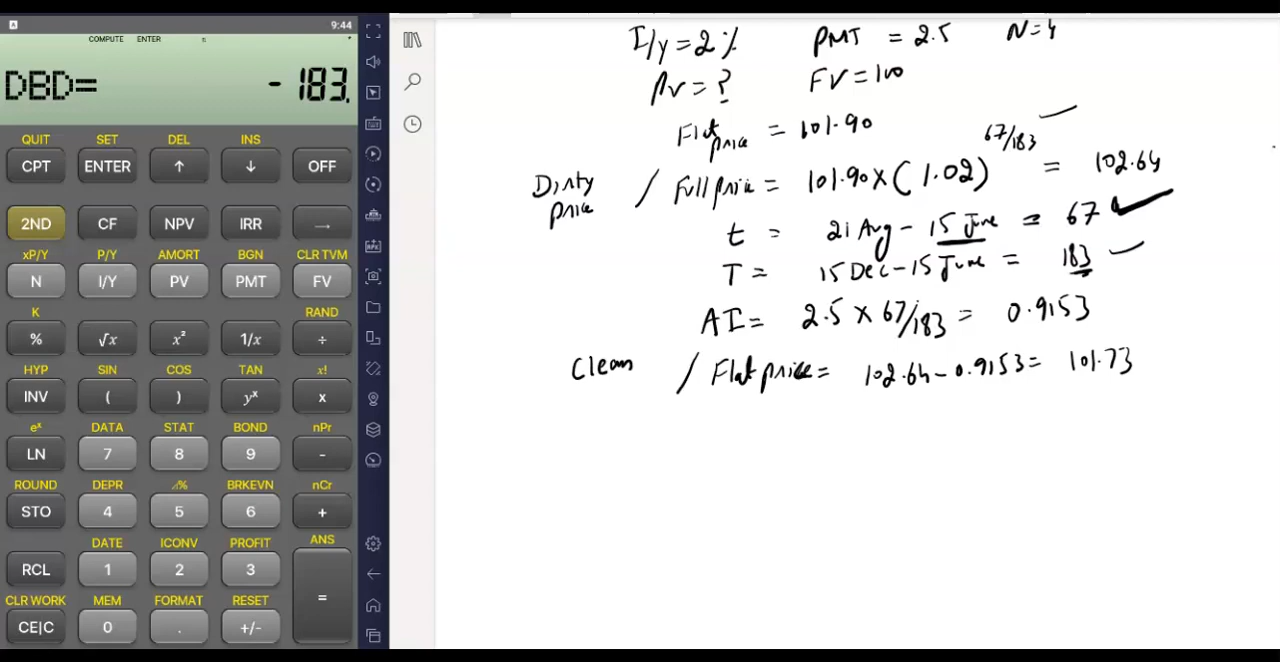 9:44
COMPUTE ENTER
DBD= -183.
QUIT SET DEL INS
CPT ENTER ↑ ↓ OFF
2ND CF NPV IRR →
xP/Y P/Y AMORT BGN CLR TVM
N I/Y PV PMT FV
K RAND
% √x x² 1/x ÷
HYP SIN COS TAN x!
INV ( ) yˣ x
eˣ DATA STAT BOND nPr
LN 7 8 9 -
ROUND DEPR Δ% BRKEVN nCr
STO 4 5 6 +
DATE ICONV PROFIT ANS
RCL 1 2 3 =
CLR WORK MEM FORMAT RESET
CE|C 0 . +/-
I/y = 2% PMT = 2.5 N=4
PV = ? FV = 100
Flat price = 101.90
Dirty price / Full price = 101.90 x (1.02)^67/183 = 102.64
t = 21 Aug - 15 June = 67
T = 15 Dec - 15 June = 183
AI = 2.5 x 67/183 = 0.9153
Clean / Flat price = 102.64 - 0.9153 = 101.73